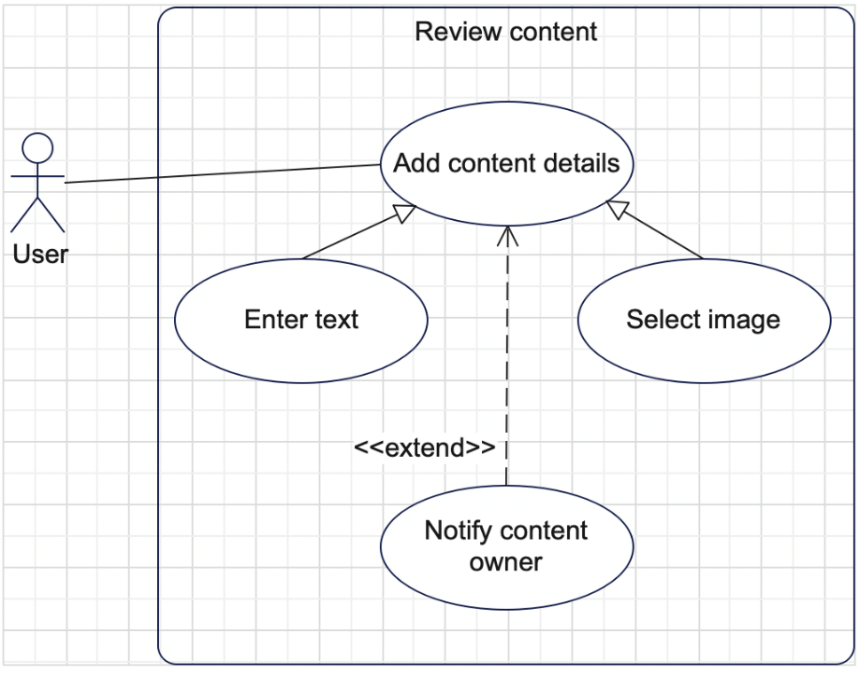 Review content
Add content details
User
Enter text
Select image
<<extend>>
Notify content
owner